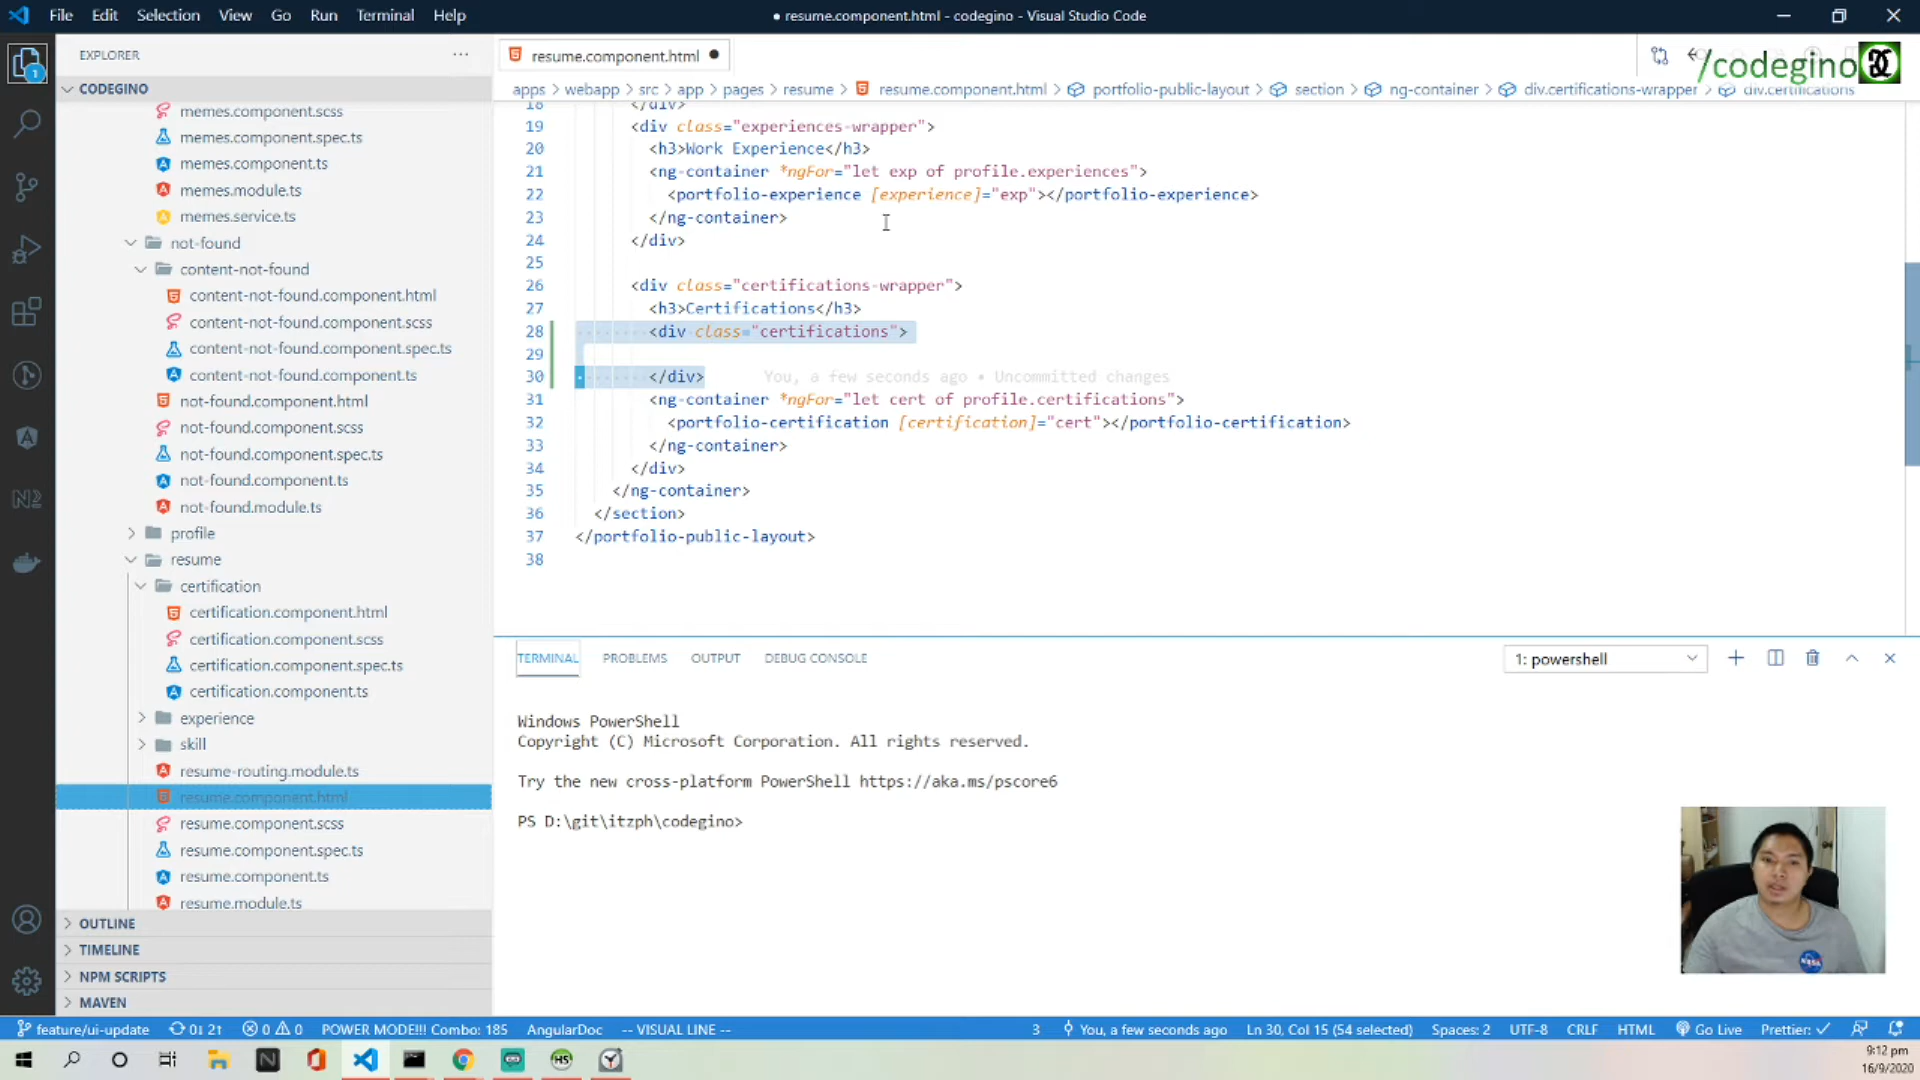 File Edit Selection View Go Run Terminal Help
● resume.component.html - codegino - Visual Studio Code
EXPLORER
CODEGINO
memes.component.scss
memes.component.spec.ts
memes.component.ts
memes.module.ts
memes.service.ts
not-found
content-not-found
content-not-found.component.html
content-not-found.component.scss
content-not-found.component.spec.ts
content-not-found.component.ts
not-found.component.html
not-found.component.scss
not-found.component.spec.ts
not-found.component.ts
not-found.module.ts
profile
resume
certification
certification.component.html
certification.component.scss
certification.component.spec.ts
certification.component.ts
experience
skill
resume-routing.module.ts
resume.component.html
resume.component.scss
resume.component.spec.ts
resume.component.ts
resume.module.ts
OUTLINE
TIMELINE
NPM SCRIPTS
MAVEN
resume.component.html ●
/codegino
apps > webapp > src > app > pages > resume > resume.component.html > portfolio-public-layout > section > ng-container > div.certifications-wrapper > div.certifications
18 </div>
19 <div class="experiences-wrapper">
20 <h3>Work Experience</h3>
21 <ng-container *ngFor="let exp of profile.experiences">
22 <portfolio-experience [experience]="exp"></portfolio-experience>
23 </ng-container>
24 </div>
25
26 <div class="certifications-wrapper">
27 <h3>Certifications</h3>
28 <div class="certifications">
29
30 </div> You, a few seconds ago • Uncommitted changes
31 <ng-container *ngFor="let cert of profile.certifications">
32 <portfolio-certification [certification]="cert"></portfolio-certification>
33 </ng-container>
34 </div>
35 </ng-container>
36 </section>
37 </portfolio-public-layout>
38
TERMINAL PROBLEMS OUTPUT DEBUG CONSOLE
1: powershell
Windows PowerShell
Copyright (C) Microsoft Corporation. All rights reserved.
Try the new cross-platform PowerShell https://aka.ms/pscore6
PS D:\git\itzph\codegino>
feature/ui-update 0↓ 2↑ 0 0 POWER MODE!!! Combo: 185 AngularDoc -- VISUAL LINE --
3 You, a few seconds ago Ln 30, Col 15 (54 selected) Spaces: 2 UTF-8 CRLF HTML Go Live Prettier: ✓
9:12 pm
16/9/2020